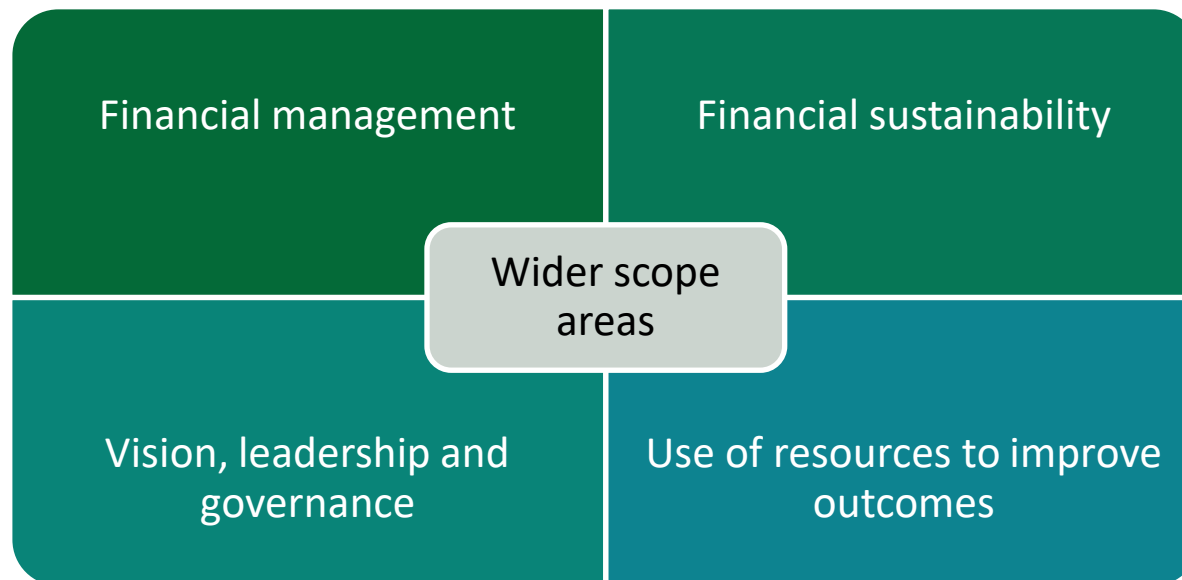 Financial management
Financial sustainability
Wider scope
areas
Vision, leadership and
governance
Use of resources to improve
outcomes